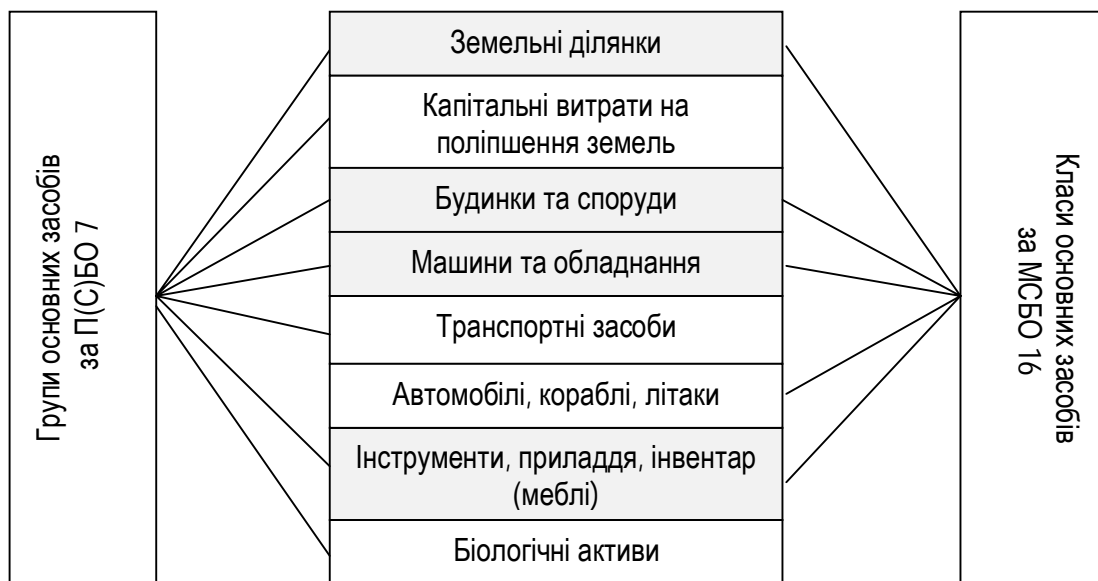 Групи основних засобів
за П(С)БО 7
Земельні ділянки
Капітальні витрати на
поліпшення земель
Будинки та споруди
Машини та обладнання
Транспортні засоби
Автомобілі, кораблі, літаки
Інструменти, приладдя, інвентар
(меблі)
Біологічні активи
Класи основних засобів
за МСБО 16